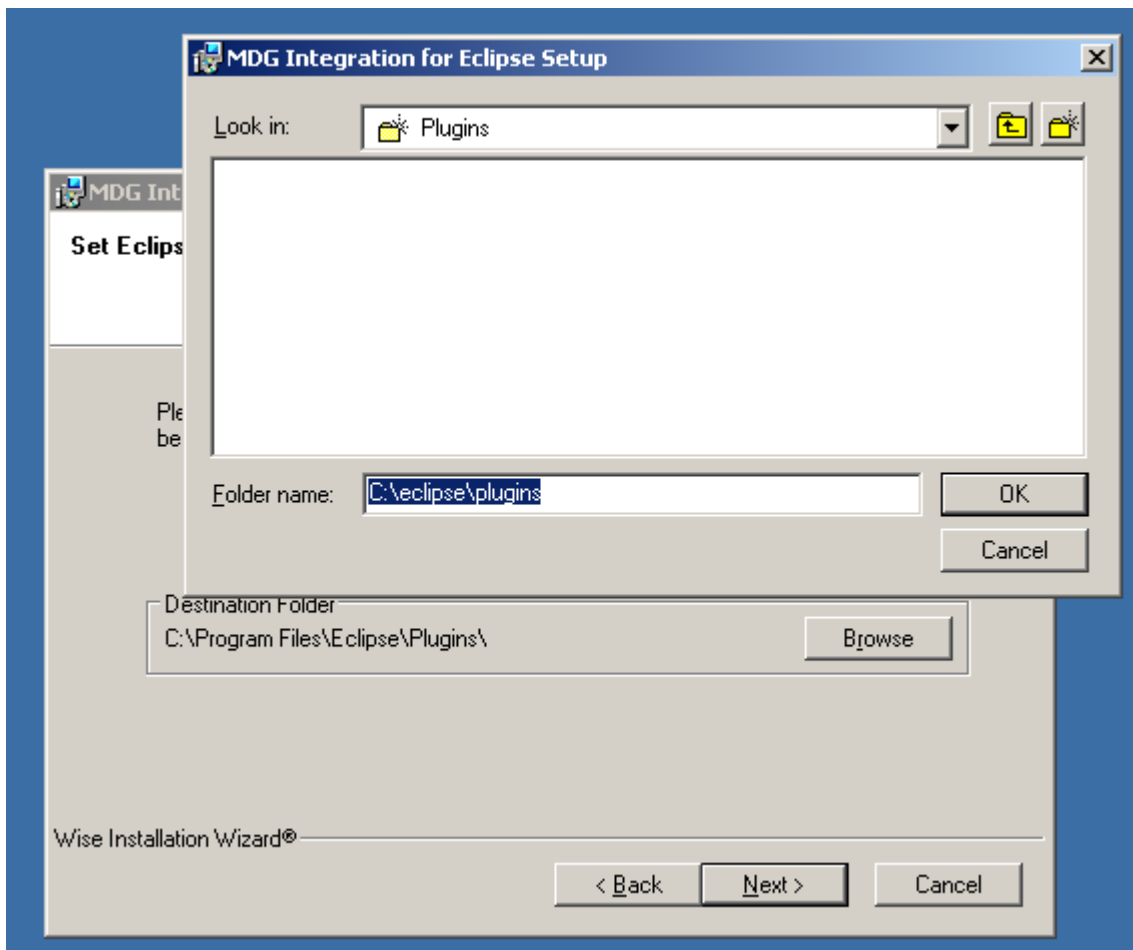 MDG Integration for Eclipse Setup
Look in:
Plugins
MDG Int
Set Eclips
Ple
be
Folder name:
C:\eclipse\plugins
OK
Cancel
Destination Folder
C:\Program Files\Eclipse\Plugins\
Browse
Wise Installation Wizard®
< Back
Next >
Cancel